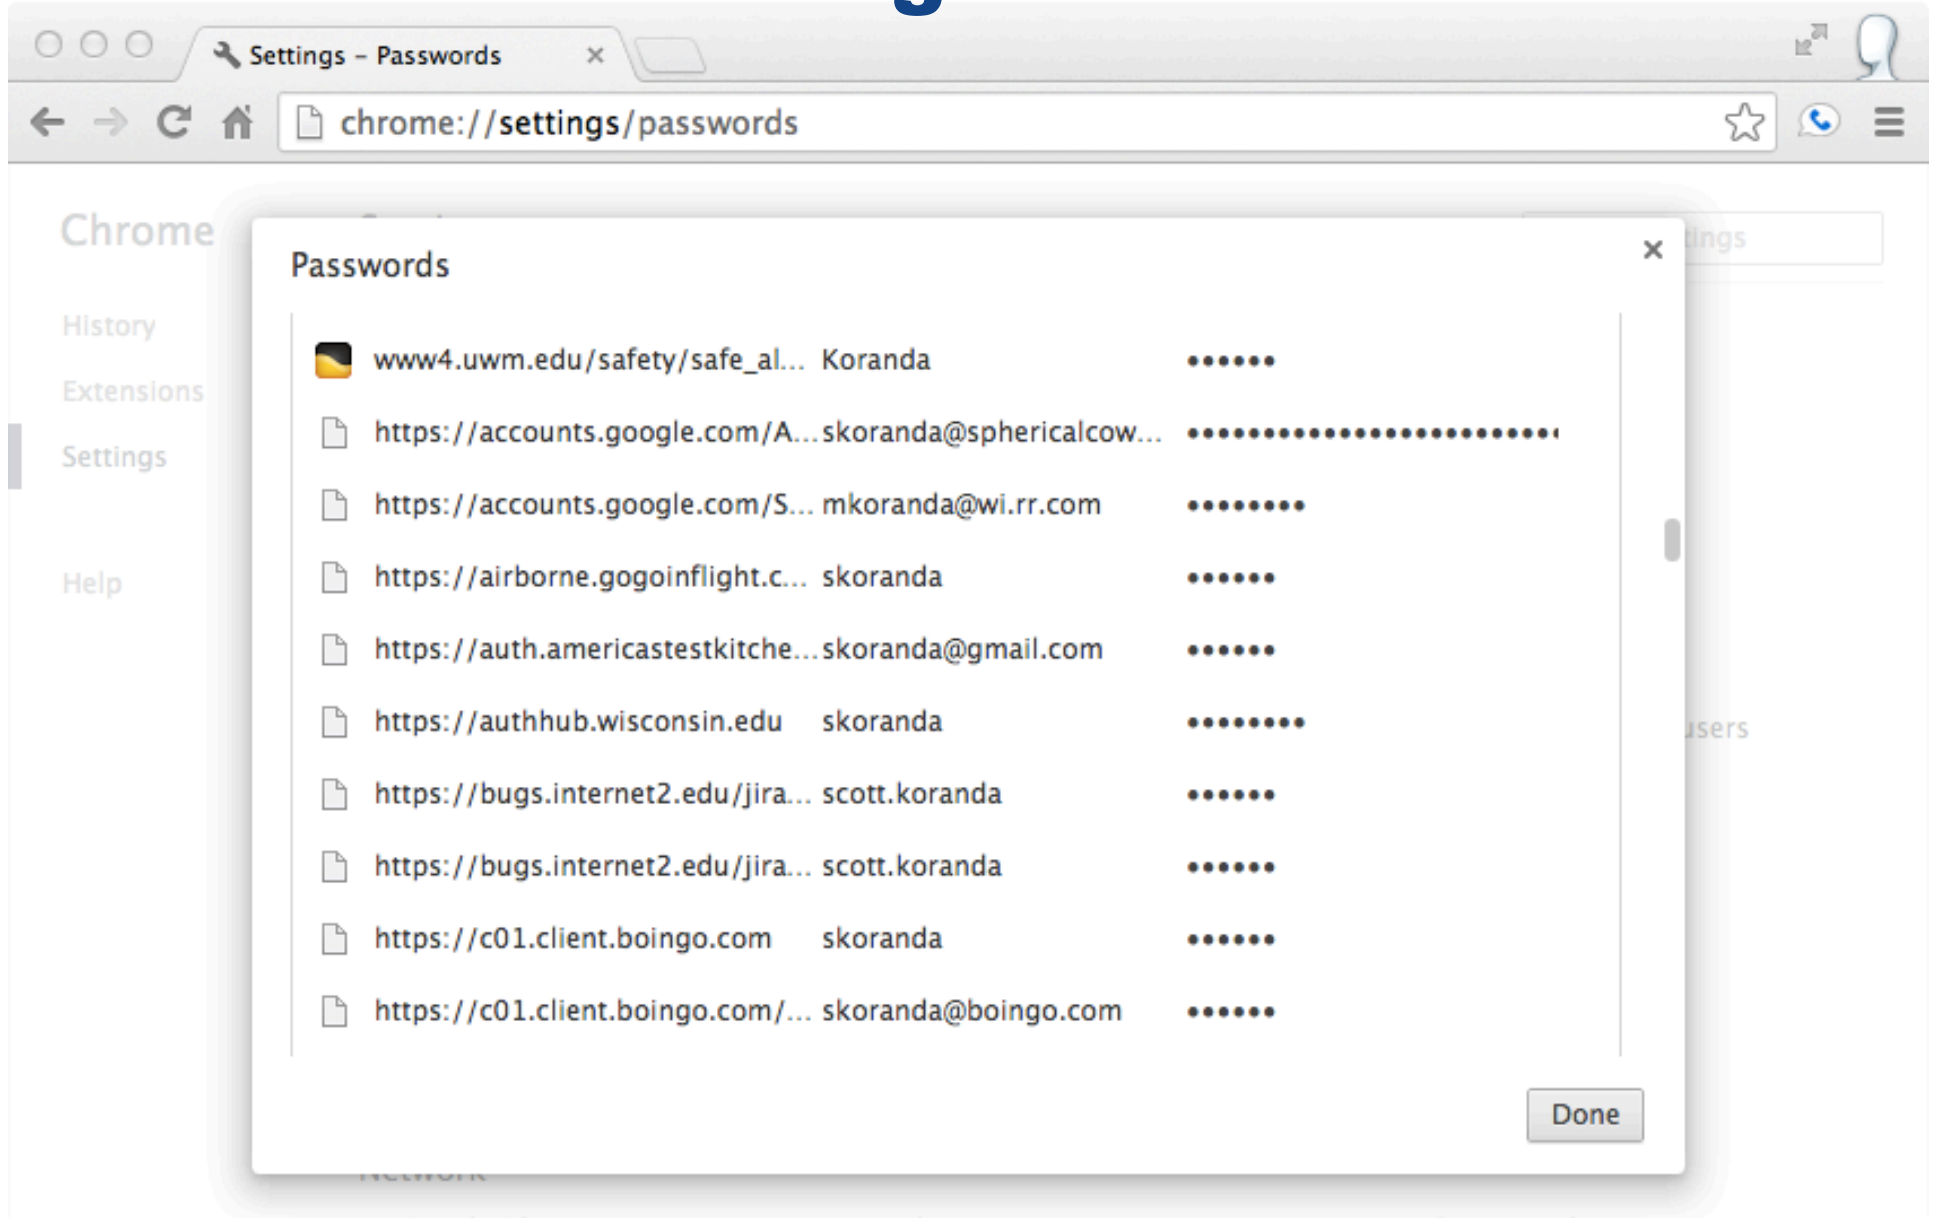 Settings – Passwords
chrome://settings/passwords
Chrome
ings
Passwords
History
Extensions
Settings
Help
www4.uwm.edu/safety/safe_al... Koranda ••••••
https://accounts.google.com/A... skoranda@sphericalcow... •••••••••••••••••••••••••
https://accounts.google.com/S... mkoranda@wi.rr.com ••••••••
https://airborne.gogoinflight.c... skoranda ••••••
https://auth.americastestkitche... skoranda@gmail.com ••••••
https://authhub.wisconsin.edu skoranda ••••••••
users
https://bugs.internet2.edu/jira... scott.koranda ••••••
https://bugs.internet2.edu/jira... scott.koranda ••••••
https://c01.client.boingo.com skoranda ••••••
https://c01.client.boingo.com/... skoranda@boingo.com ••••••
Done
Network